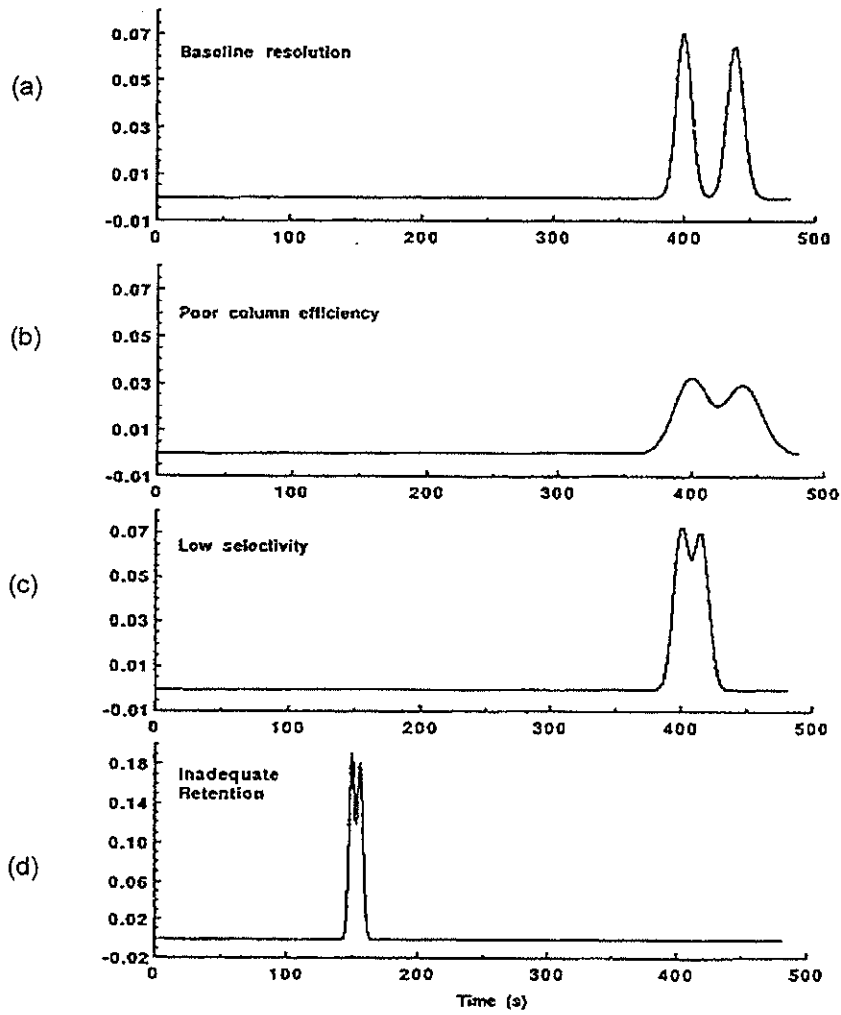 (a)
Baseline resolution
0.07
0.05
0.03
0.01
-0.01
0 100 200 300 400 500
(b)
Poor column efficiency
0.07
0.05
0.03
0.01
-0.01
0 100 200 300 400 500
(c)
Low selectivity
0.07
0.05
0.03
0.01
-0.01
0 100 200 300 400 500
(d)
Inadequate
Retention
0.18
0.14
0.10
0.06
0.02
-0.02
0 100 200 300 400 500
Time (s)